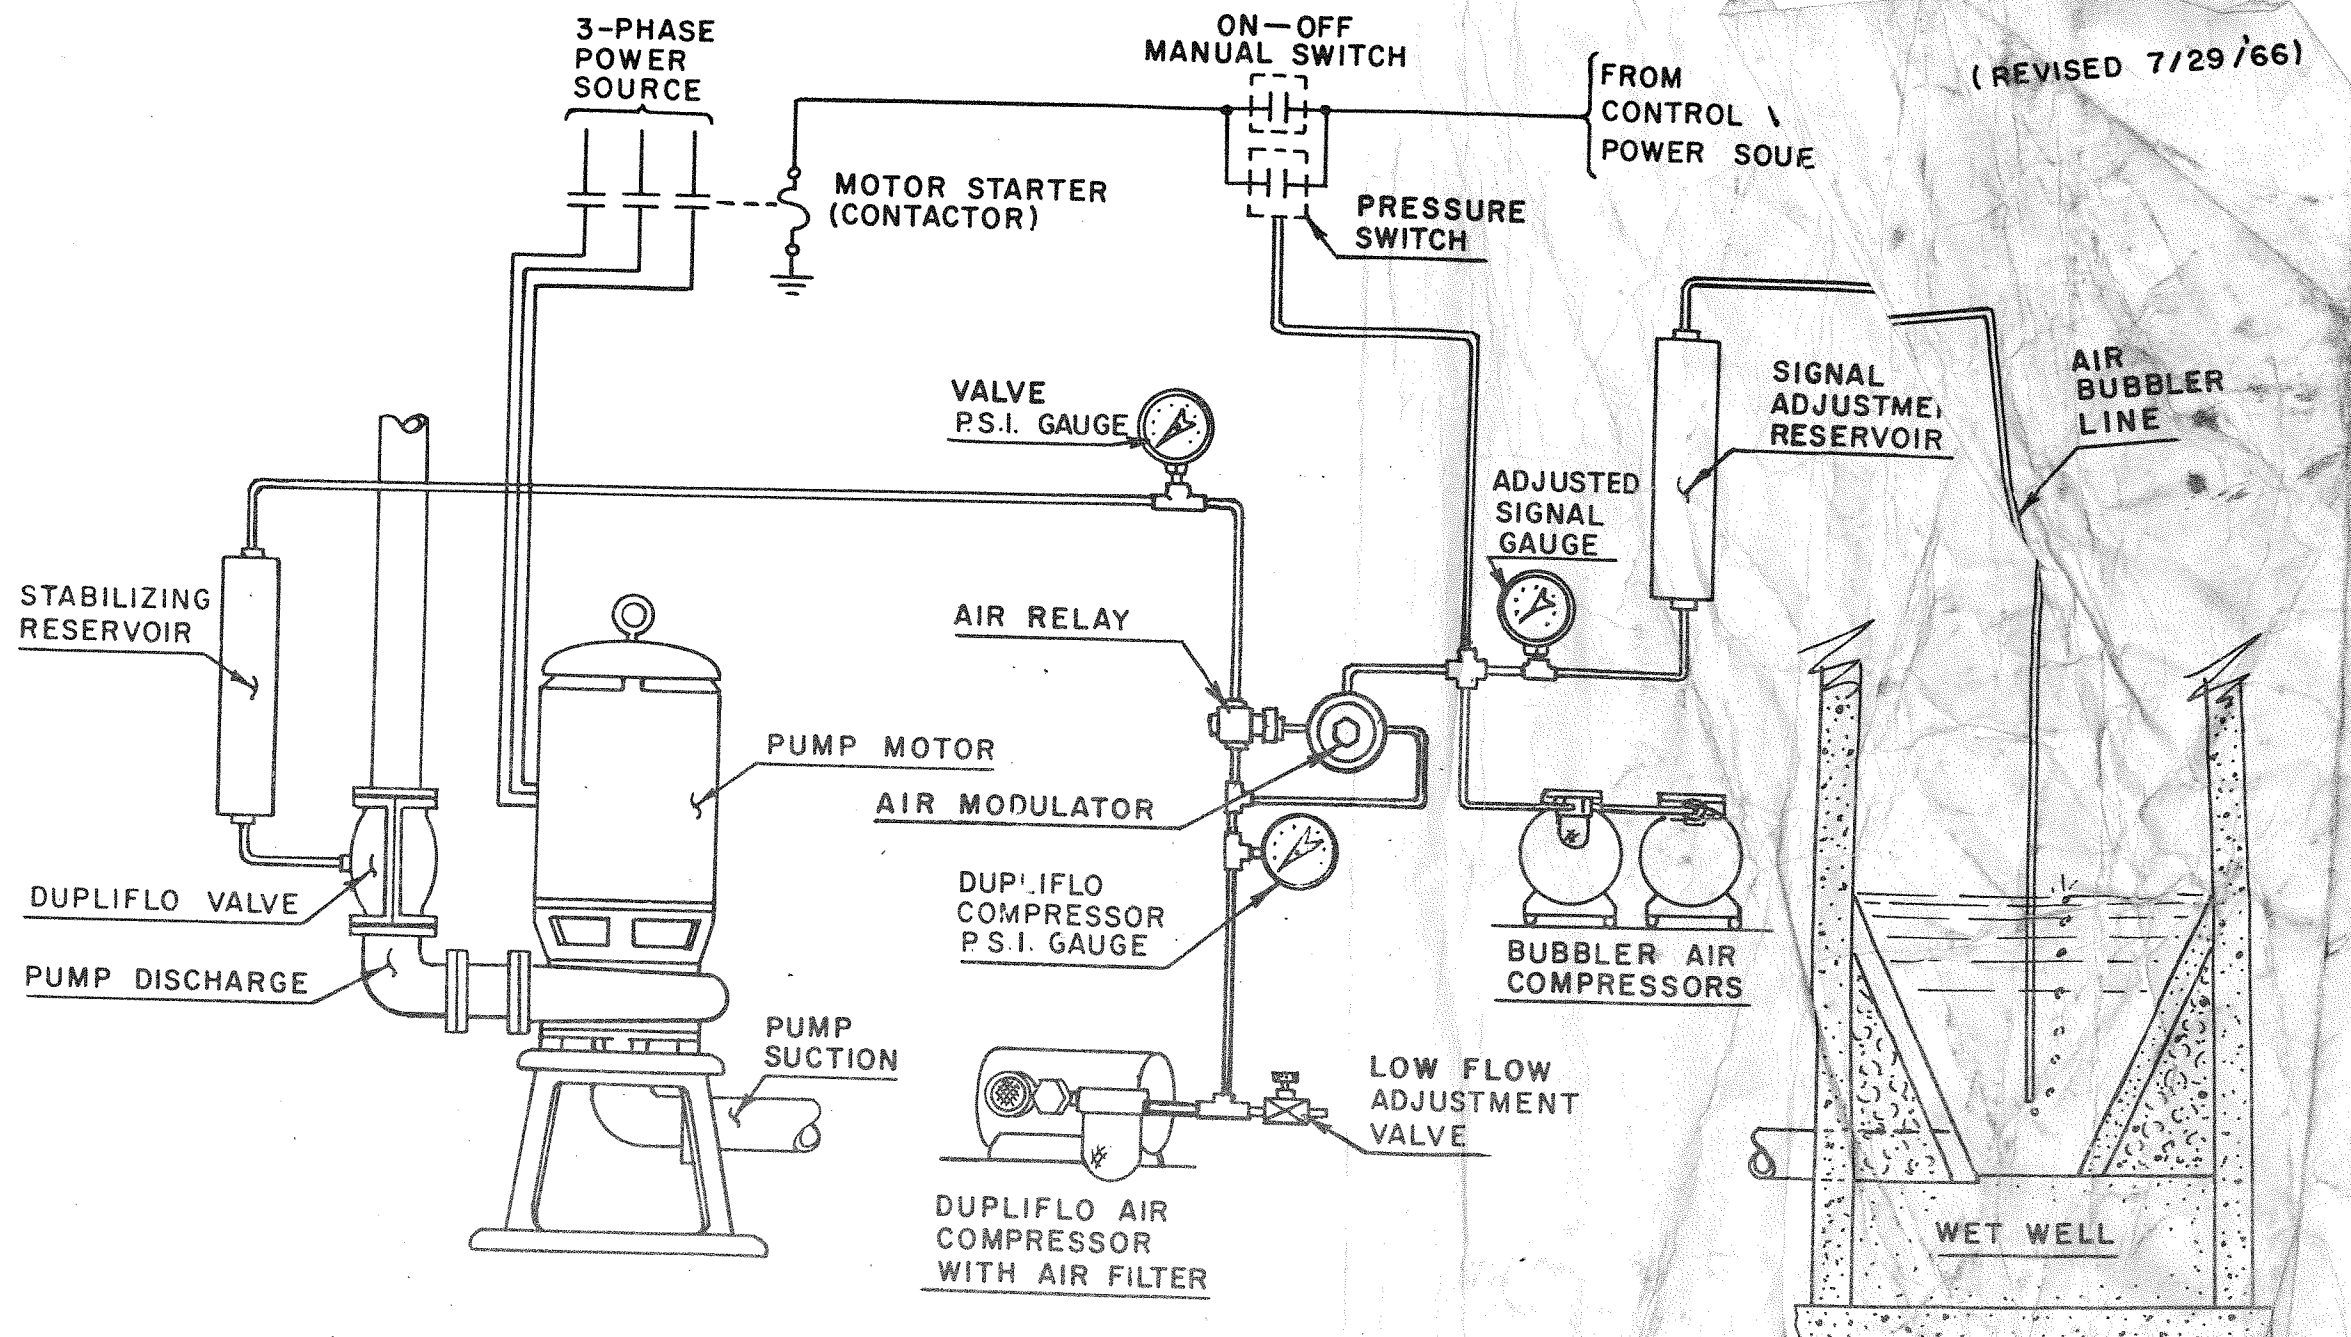 3-PHASE
POWER
SOURCE
ON—OFF
MANUAL SWITCH
FROM
CONTROL
POWER
(REVISED 7/29/'66)
MOTOR STARTER
(CONTACTOR)
PRESSURE
SWITCH
VALVE
P.S.I. GAUGE
SIGNAL
RESERVOIR
AIR
BUBBLER
LINE
ADJUSTED
SIGNAL
GAUGE
STABILIZING
RESERVOIR
AIR RELAY
PUMP MOTOR
AIR MODULATOR
DUPLIFLO VALVE
DUPLIFLO
COMPRESSOR
P.S.I. GAUGE
PUMP DISCHARGE
BUBBLER AIR
COMPRESSORS
PUMP
SUCTION
LOW FLOW
ADJUSTMENT
VALVE
DUPLIFLO AIR
COMPRESSOR
WITH AIR FILTER
WET WELL